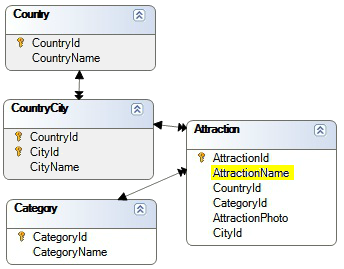 Country
CountryId
CountryName
CountryCity
CountryId
CityId
CityName
Attraction
AttractionId
AttractionName
CountryId
CategoryId
AttractionPhoto
CityId
Category
CategoryId
CategoryName